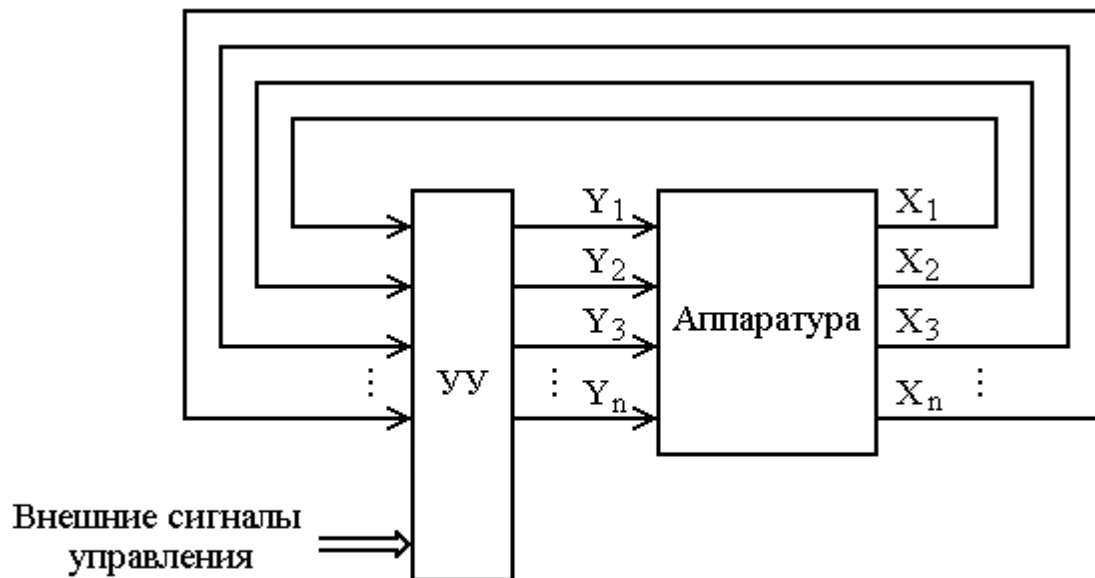 Y₁
X₁
Y₂
X₂
Аппаратура
Y₃
X₃
УУ
⋮
⋮
⋮
Yₙ
Xₙ
Внешние сигналы
управления